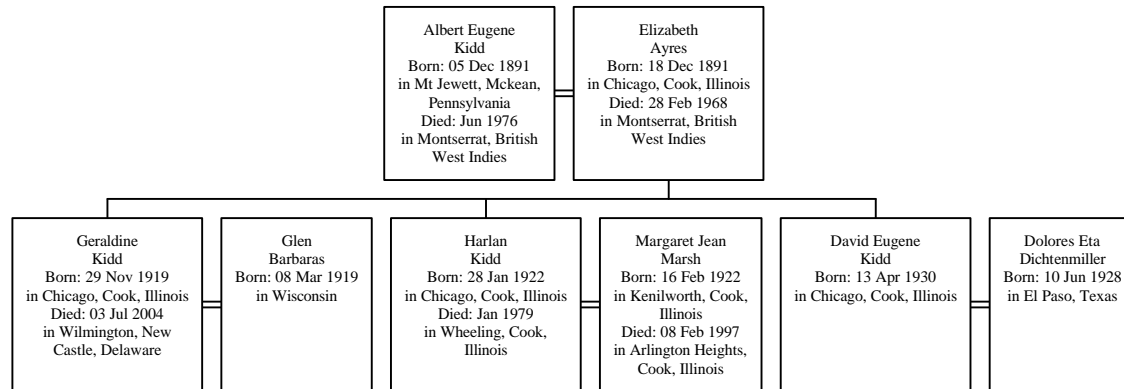 Albert Eugene
Kidd
Born: 05 Dec 1891
in Mt Jewett, Mckean,
Pennsylvania
Died: Jun 1976
in Montserrat, British
West Indies
Elizabeth
Ayres
Born: 18 Dec 1891
in Chicago, Cook, Illinois
Died: 28 Feb 1968
in Montserrat, British
West Indies
Geraldine
Kidd
Born: 29 Nov 1919
in Chicago, Cook, Illinois
Died: 03 Jul 2004
in Wilmington, New
Castle, Delaware
Glen
Barbaras
Born: 08 Mar 1919
in Wisconsin
Harlan
Kidd
Born: 28 Jan 1922
in Chicago, Cook, Illinois
Died: Jan 1979
in Wheeling, Cook,
Illinois
Margaret Jean
Marsh
Born: 16 Feb 1922
in Kenilworth, Cook,
Illinois
Died: 08 Feb 1997
in Arlington Heights,
Cook, Illinois
David Eugene
Kidd
Born: 13 Apr 1930
in Chicago, Cook, Illinois
Dolores Eta
Dichtenmiller
Born: 10 Jun 1928
in El Paso, Texas